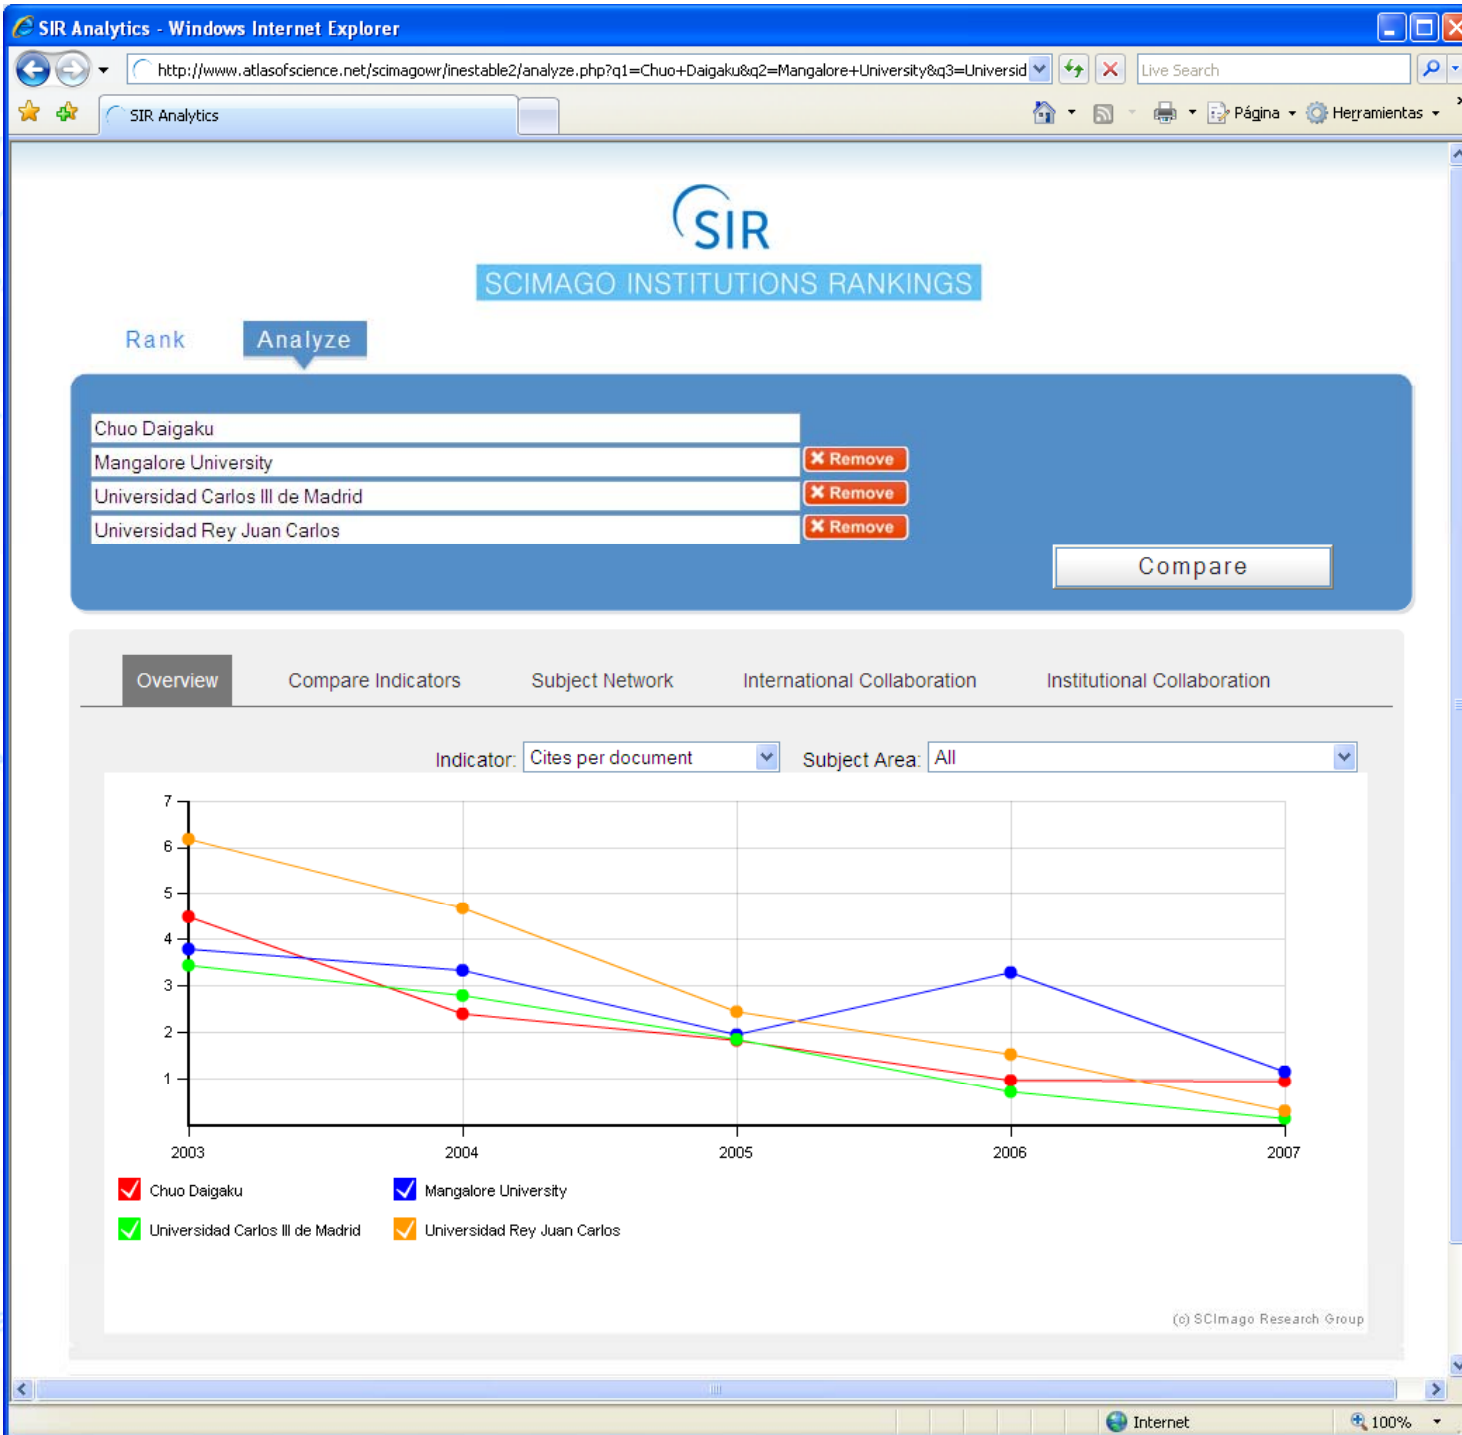 SIR Analytics - Windows Internet Explorer
http://www.atlasofscience.net/scimagowr/inestable2/analyze.php?q1=Chuo+Daigaku&q2=Mangalore+University&q3=Universid
Live Search
SIR Analytics
Página
Herramientas
SIR
SCIMAGO INSTITUTIONS RANKINGS
Rank
Analyze
Chuo Daigaku
Mangalore University
Remove
Universidad Carlos III de Madrid
Remove
Universidad Rey Juan Carlos
Remove
Compare
Overview
Compare Indicators
Subject Network
International Collaboration
Institutional Collaboration
Indicator: Cites per document
Subject Area: All
7
6
5
4
3
2
1
2003
2004
2005
2006
2007
Chuo Daigaku
Mangalore University
Universidad Carlos III de Madrid
Universidad Rey Juan Carlos
(c) SCImago Research Group
Internet
100%